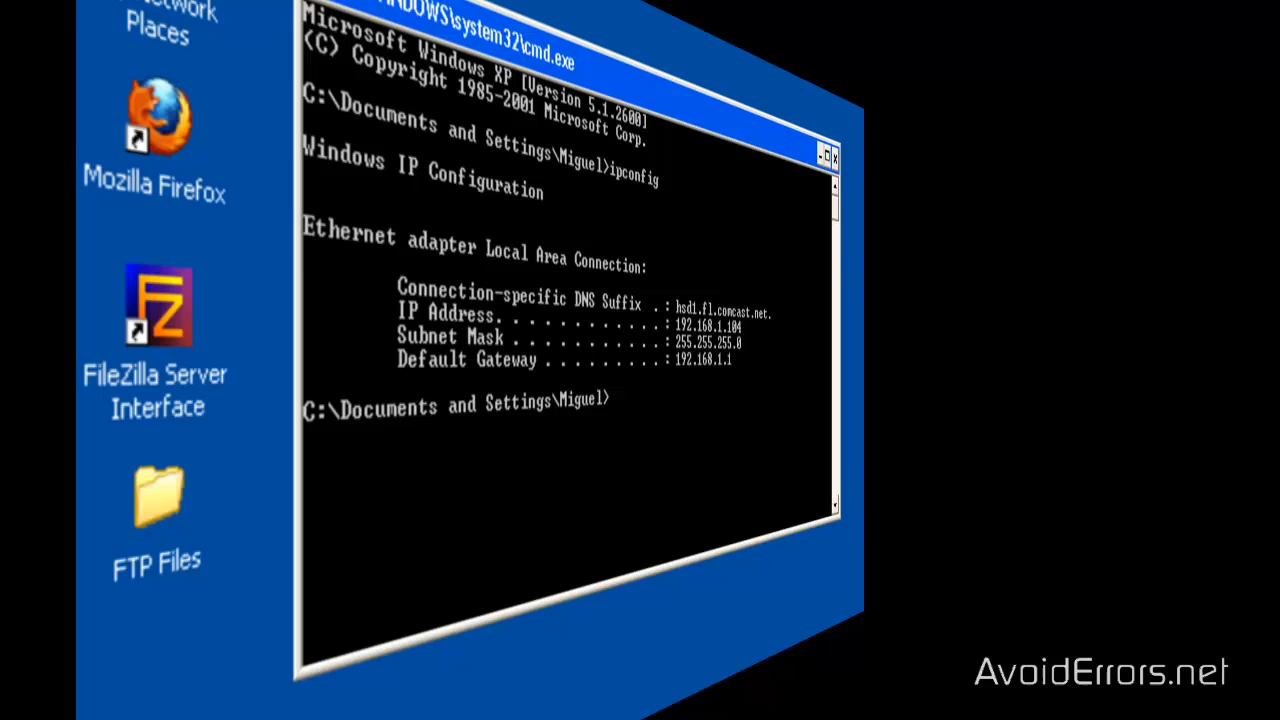 Network
Places
Mozilla Firefox
FileZilla Server
Interface
FTP Files
NDOWS\system32\cmd.exe
Microsoft Windows XP [Version 5.1.2600]
(C) Copyright 1985-2001 Microsoft Corp.
C:\Documents and Settings\Miguel>ipconfig
Windows IP Configuration
Ethernet adapter Local Area Connection:
Connection-specific DNS Suffix . : hsd1.fl.comcast.net.
IP Address. . . . . . . . . . . . : 192.168.1.104
Subnet Mask . . . . . . . . . . . : 255.255.255.0
Default Gateway . . . . . . . . . : 192.168.1.1
C:\Documents and Settings\Miguel>
AvoidErrors.net